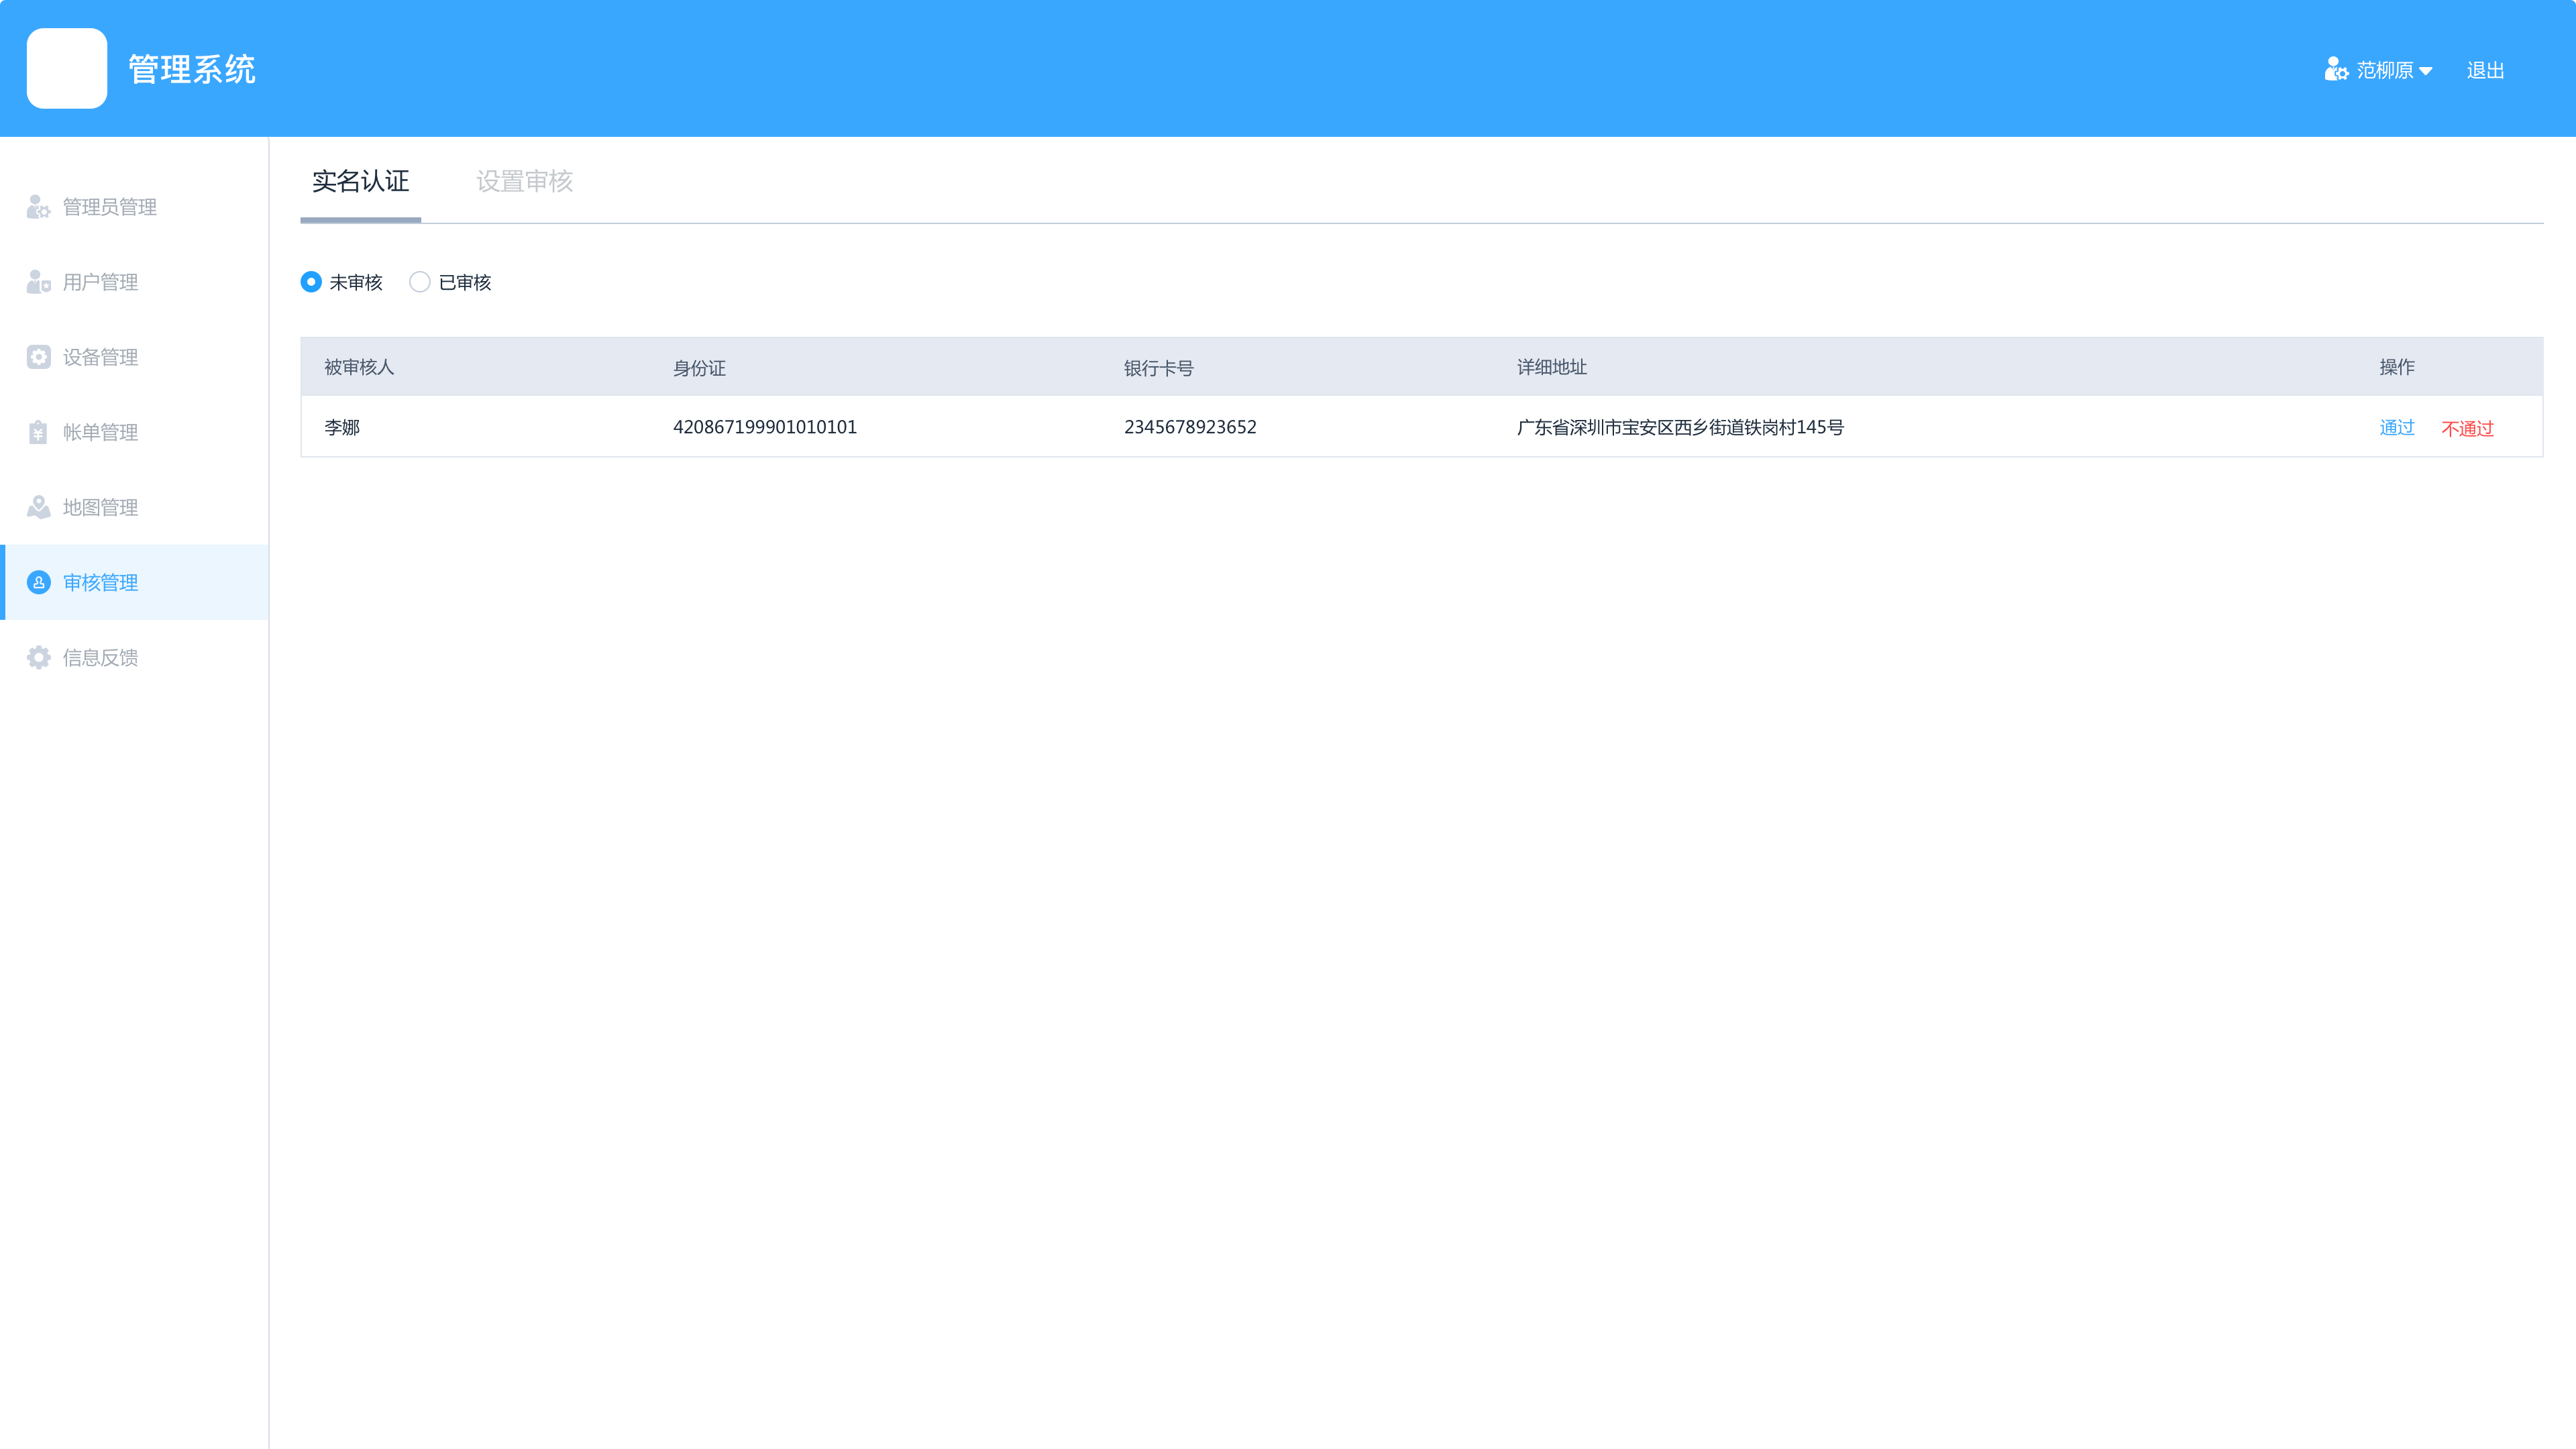 管理系统
范柳原
退出
管理员管理
用户管理
设备管理
帐单管理
地图管理
审核管理
信息反馈
实名认证 设置审核
未审核 已审核
被审核人 身份证 银行卡号 详细地址 操作
李娜 420867199901010101 2345678923652 广东省深圳市宝安区西乡街道铁岗村145号 通过 不通过